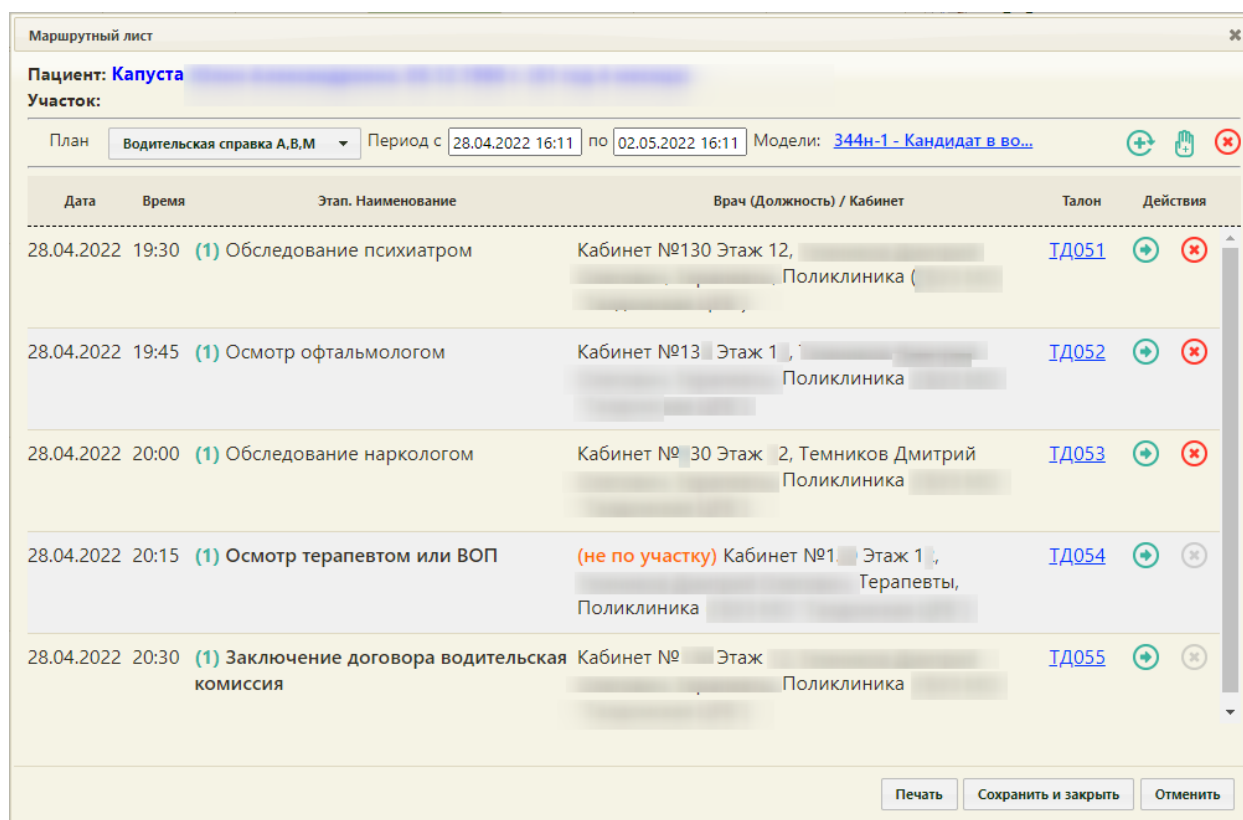 Маршрутный лист
Пациент: Капуста
Участок:
План Водительская справка А,В,М Период с 28.04.2022 16:11 по 02.05.2022 16:11 Модели: 344н-1 - Кандидат в во...
Дата Время Этап. Наименование Врач (Должность) / Кабинет Талон Действия
28.04.2022 19:30 (1) Обследование психиатром Кабинет №130 Этаж 12, ТД051
Поликлиника (
28.04.2022 19:45 (1) Осмотр офтальмологом Кабинет №13 Этаж 1 , ТД052
Поликлиника
28.04.2022 20:00 (1) Обследование наркологом Кабинет № 30 Этаж 2, Темников Дмитрий ТД053
Поликлиника
28.04.2022 20:15 (1) Осмотр терапевтом или ВОП (не по участку) Кабинет №1 Этаж 1 , ТД054
Терапевты,
Поликлиника
28.04.2022 20:30 (1) Заключение договора водительская Кабинет № Этаж ТД055
комиссия Поликлиника
Печать Сохранить и закрыть Отменить